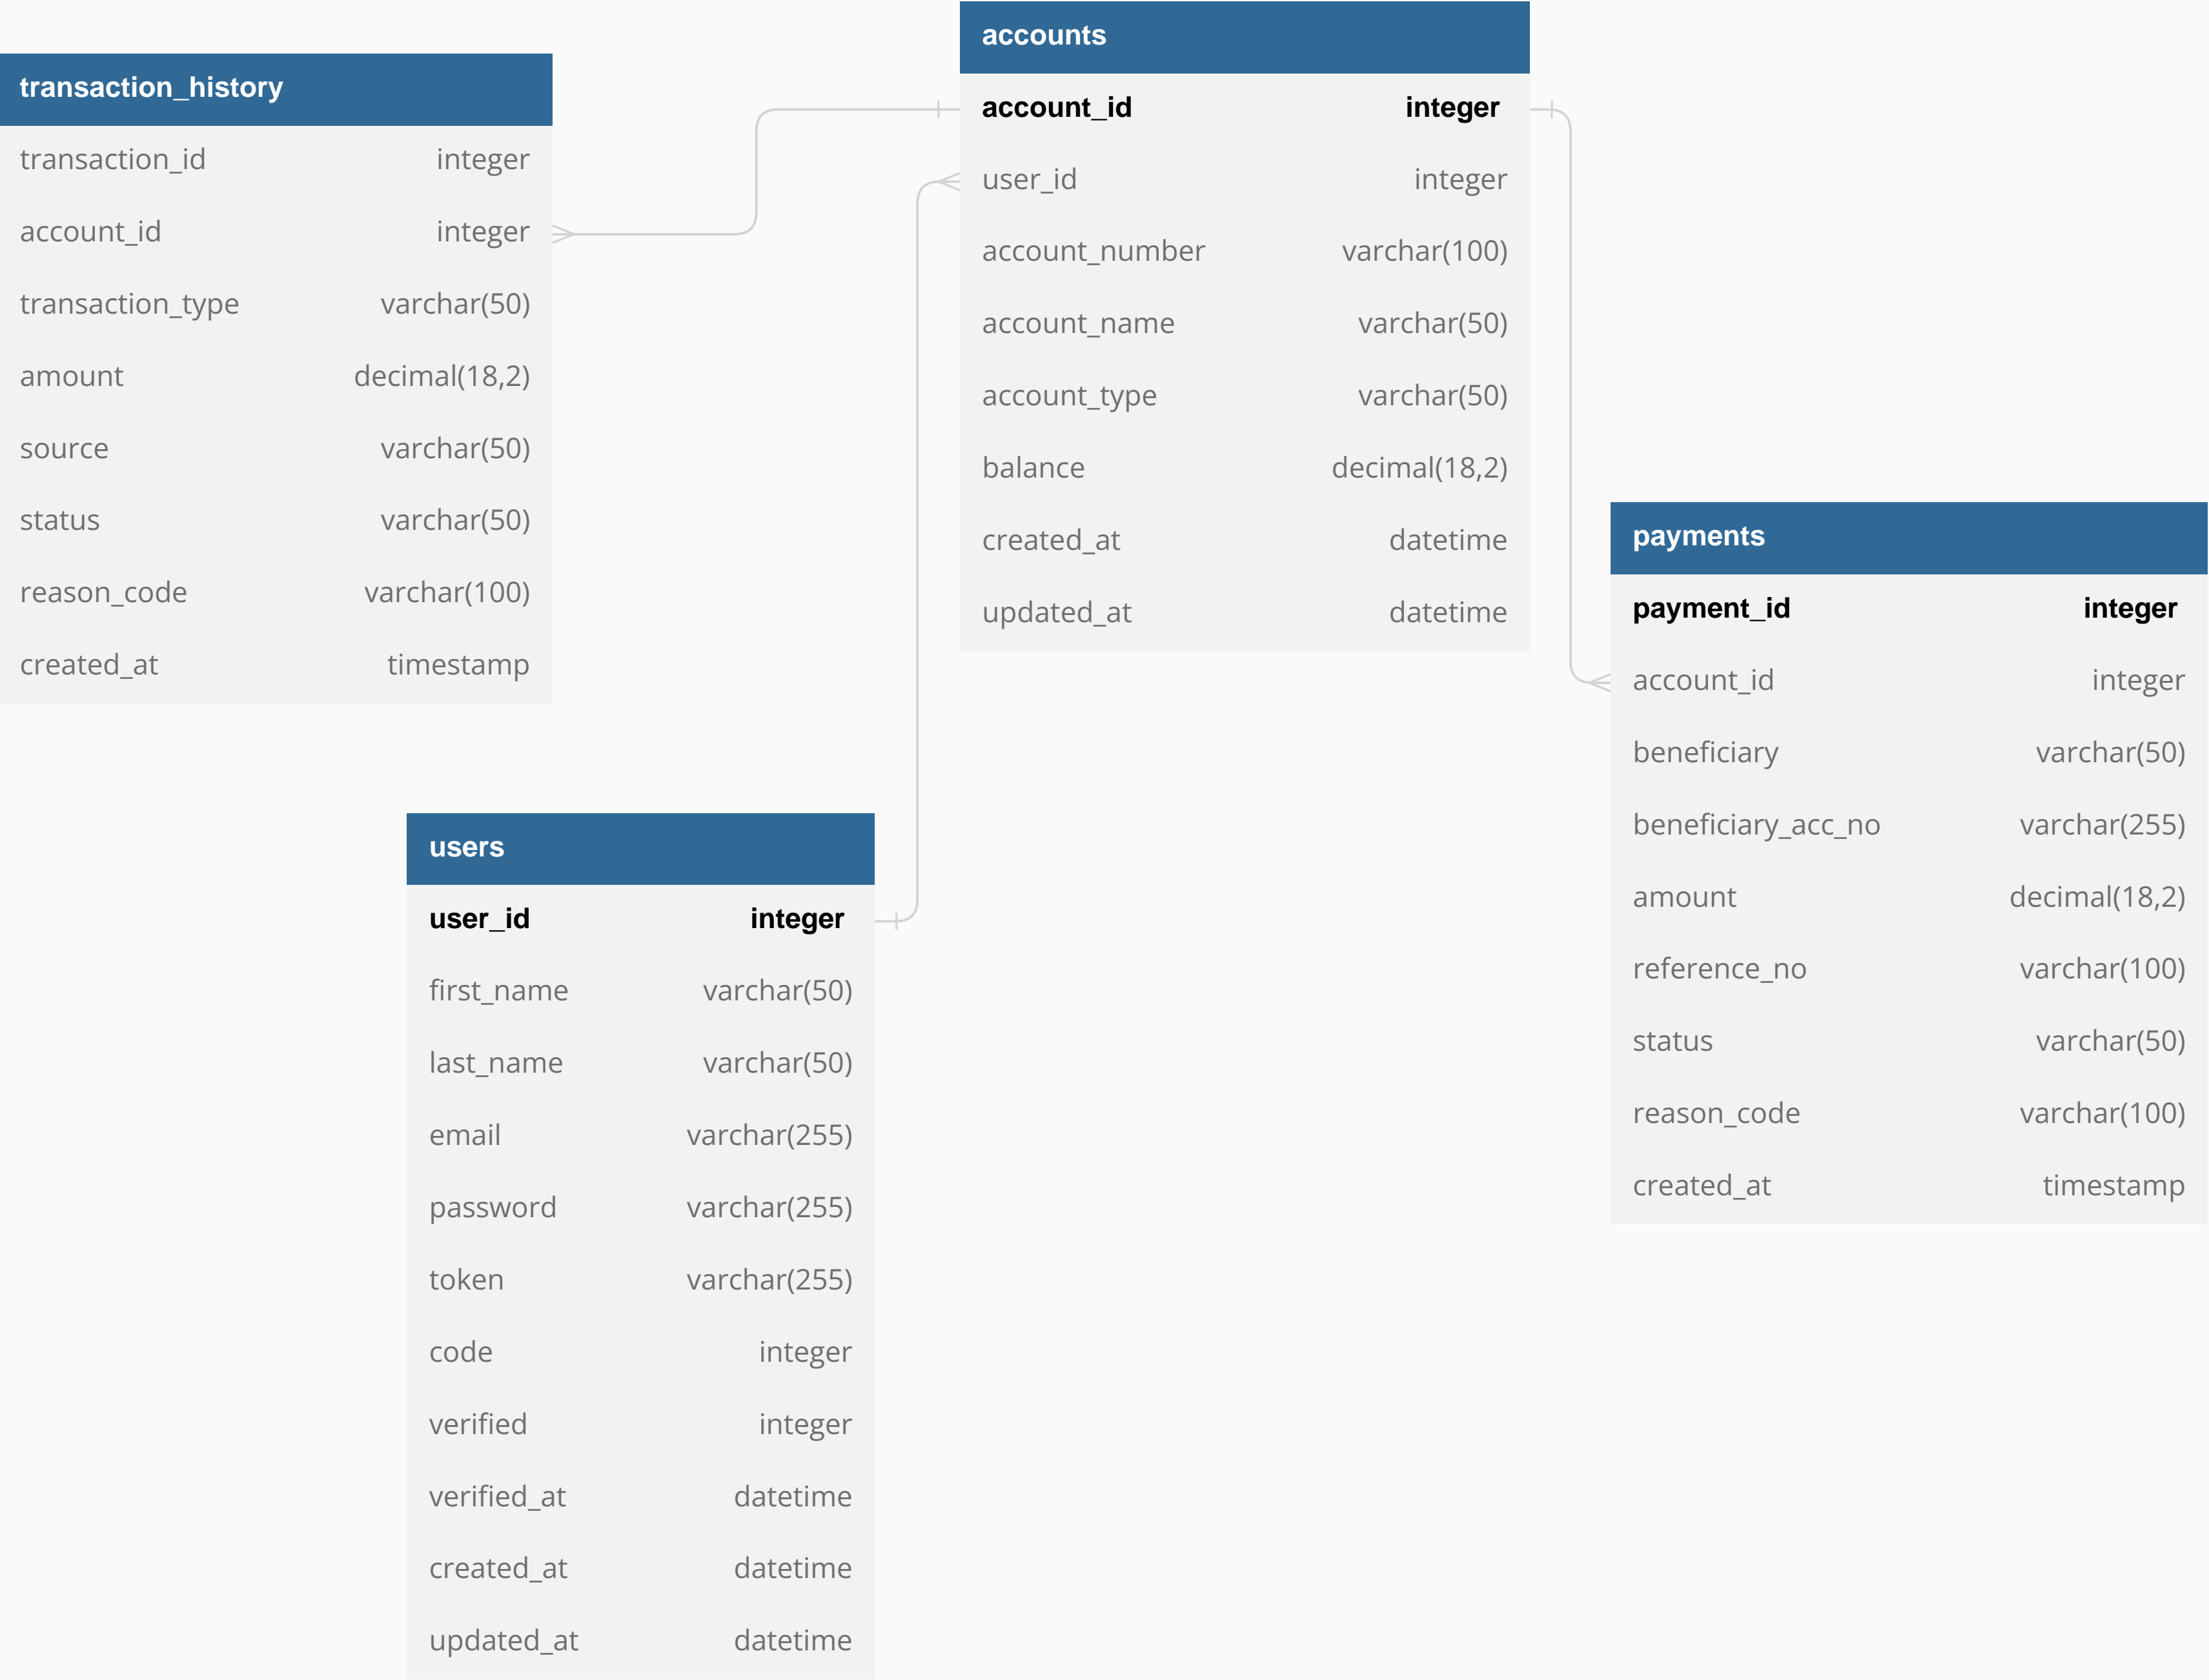 transaction_history
transaction_id integer
account_id integer
transaction_type varchar(50)
amount decimal(18,2)
source varchar(50)
status varchar(50)
reason_code varchar(100)
created_at timestamp
accounts
account_id integer
user_id integer
account_number varchar(100)
account_name varchar(50)
account_type varchar(50)
balance decimal(18,2)
created_at datetime
updated_at datetime
payments
payment_id integer
account_id integer
beneficiary varchar(50)
beneficiary_acc_no varchar(255)
amount decimal(18,2)
reference_no varchar(100)
status varchar(50)
reason_code varchar(100)
created_at timestamp
users
user_id integer
first_name varchar(50)
last_name varchar(50)
email varchar(255)
password varchar(255)
token varchar(255)
code integer
verified integer
verified_at datetime
created_at datetime
updated_at datetime